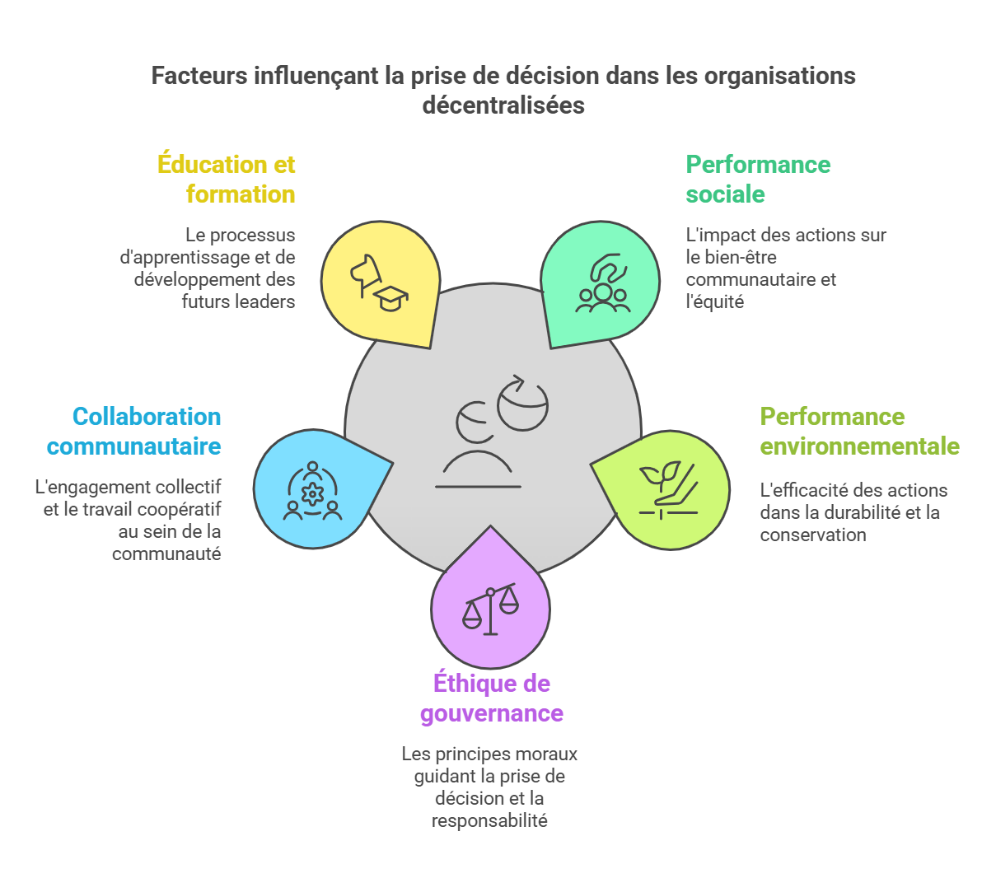 Facteurs influençant la prise de décision dans les organisations
décentralisées
Éducation et
formation
Le processus
d'apprentissage et de
développement des
futurs leaders
Performance
sociale
L'impact des actions sur
le bien-être
communautaire et
l'équité
Collaboration
communautaire
L'engagement collectif
et le travail coopératif
au sein de la
communauté
Performance
environnementale
L'efficacité des actions
dans la durabilité et la
conservation
Éthique de
gouvernance
Les principes moraux
guidant la prise de
décision et la
responsabilité